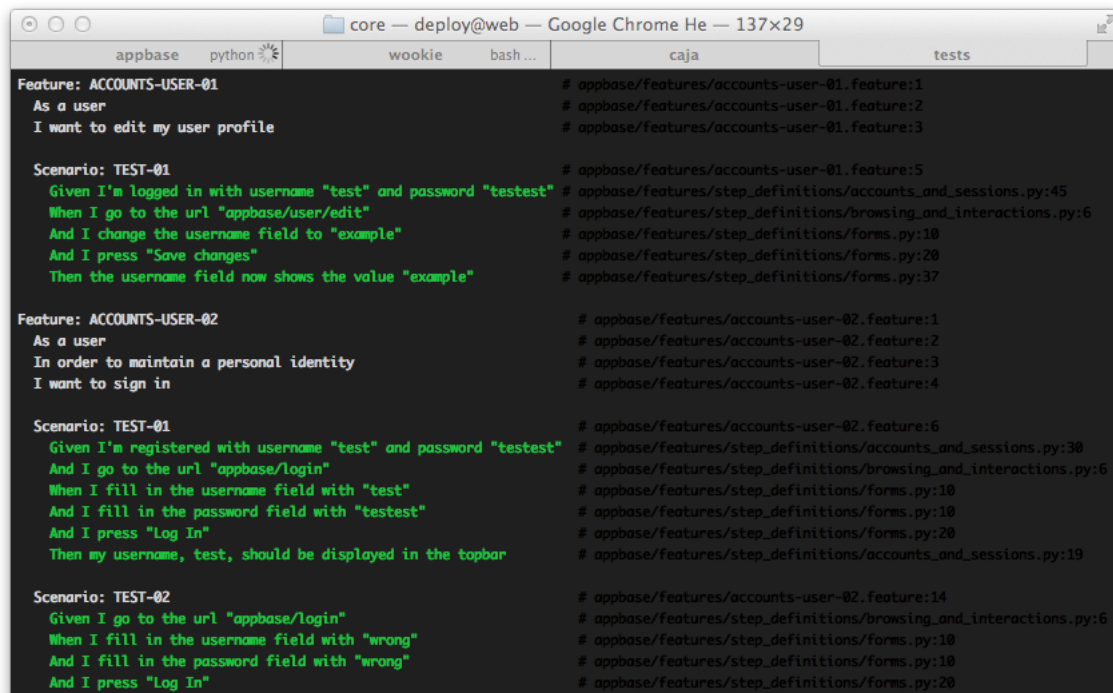 core — deploy@web — Google Chrome He — 137×29
appbase python wookie bash ... caja tests
Feature: ACCOUNTS-USER-01 # appbase/features/accounts-user-01.feature:1
As a user # appbase/features/accounts-user-01.feature:2
I want to edit my user profile # appbase/features/accounts-user-01.feature:3
Scenario: TEST-01 # appbase/features/accounts-user-01.feature:5
Given I'm logged in with username "test" and password "testest" # appbase/features/step_definitions/accounts_and_sessions.py:45
When I go to the url "appbase/user/edit" # appbase/features/step_definitions/browsing_and_interactions.py:6
And I change the username field to "example" # appbase/features/step_definitions/forms.py:10
And I press "Save changes" # appbase/features/step_definitions/forms.py:20
Then the username field now shows the value "example" # appbase/features/step_definitions/forms.py:37
Feature: ACCOUNTS-USER-02 # appbase/features/accounts-user-02.feature:1
As a user # appbase/features/accounts-user-02.feature:2
In order to maintain a personal identity # appbase/features/accounts-user-02.feature:3
I want to sign in # appbase/features/accounts-user-02.feature:4
Scenario: TEST-01 # appbase/features/accounts-user-02.feature:6
Given I'm registered with username "test" and password "testest" # appbase/features/step_definitions/accounts_and_sessions.py:30
And I go to the url "appbase/login" # appbase/features/step_definitions/browsing_and_interactions.py:6
When I fill in the username field with "test" # appbase/features/step_definitions/forms.py:10
And I fill in the password field with "testest" # appbase/features/step_definitions/forms.py:10
And I press "Log In" # appbase/features/step_definitions/forms.py:20
Then my username, test, should be displayed in the topbar # appbase/features/step_definitions/accounts_and_sessions.py:19
Scenario: TEST-02 # appbase/features/accounts-user-02.feature:14
Given I go to the url "appbase/login" # appbase/features/step_definitions/browsing_and_interactions.py:6
When I fill in the username field with "wrong" # appbase/features/step_definitions/forms.py:10
And I fill in the password field with "wrong" # appbase/features/step_definitions/forms.py:10
And I press "Log In" # appbase/features/step_definitions/forms.py:20